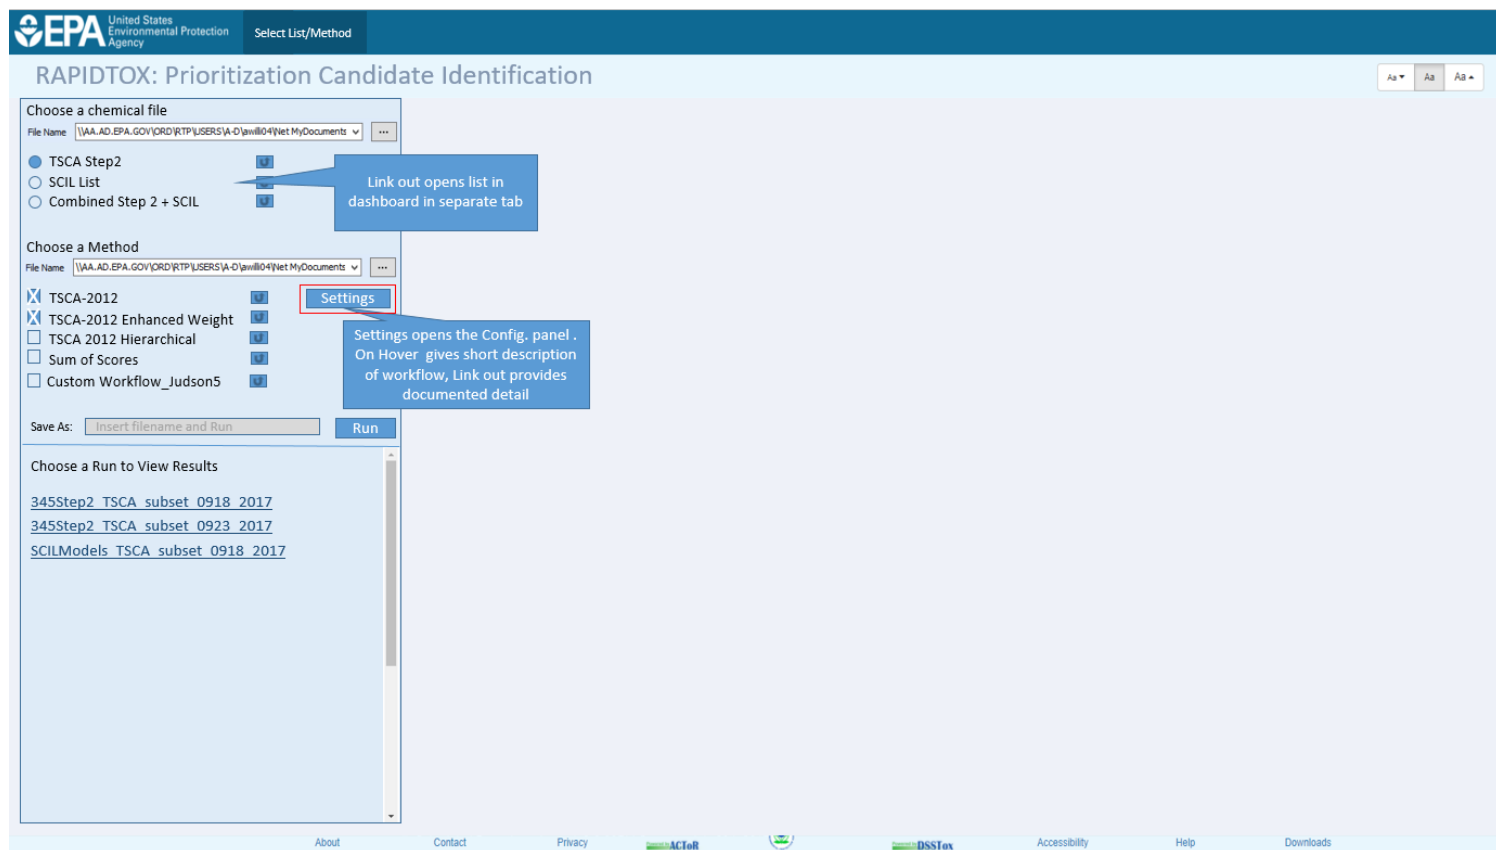 EPA
United States
Environmental Protection
Agency
Select List/Method
RAPIDTOX: Prioritization Candidate Identification
Aa
Aa
Aa
Choose a chemical file
File Name
\\AA.AD.EPA.GOV\ORD\RTP\USERS\A-D\awilli04\Net MyDocuments
...
TSCA Step2
SCIL List
Combined Step 2 + SCIL
Link out opens list in
dashboard in separate tab
Choose a Method
File Name
\\AA.AD.EPA.GOV\ORD\RTP\USERS\A-D\awilli04\Net MyDocuments
...
TSCA-2012
Settings
TSCA-2012 Enhanced Weight
TSCA 2012 Hierarchical
Sum of Scores
Custom Workflow_Judson5
Settings opens the Config. panel .
On Hover gives short description
of workflow, Link out provides
documented detail
Save As:
Insert filename and Run
Run
Choose a Run to View Results
345Step2_TSCA_subset_0918_2017
345Step2_TSCA_subset_0923_2017
SCILModels_TSCA_subset_0918_2017
About
Contact
Privacy
ACToR
DSSTox
Accessibility
Help
Downloads